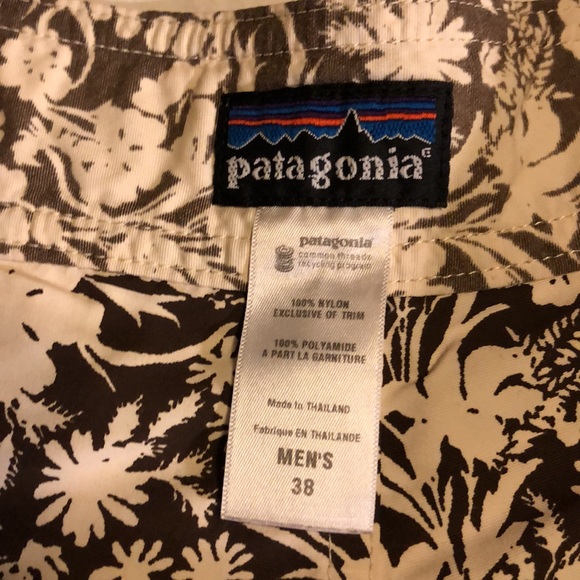 patagonia
patagonia
common threads
recycling program
100% NYLON
EXCLUSIVE OF TRIM
100% POLYAMIDE
A PART LA GARNITURE
Made in THAILAND
Fabrique EN THAILANDE
MEN'S
38